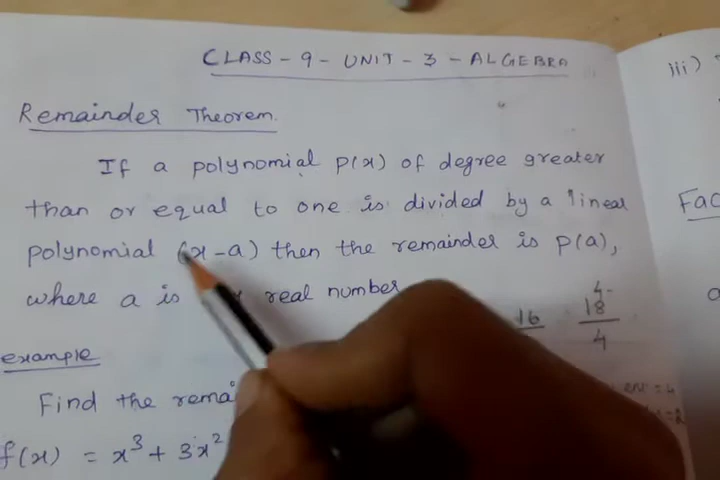 CLASS - 9 - UNIT - 3 - ALGEBRA
iii)
Remainder Theorem.
If a polynomial p(x) of degree greater
than or equal to one is divided by a linear
polynomial (x - a) then the remainder is p(a),
where a is real number
Fac
16
4
18
4
example
Find the remai
f(x) = x³ + 3x²